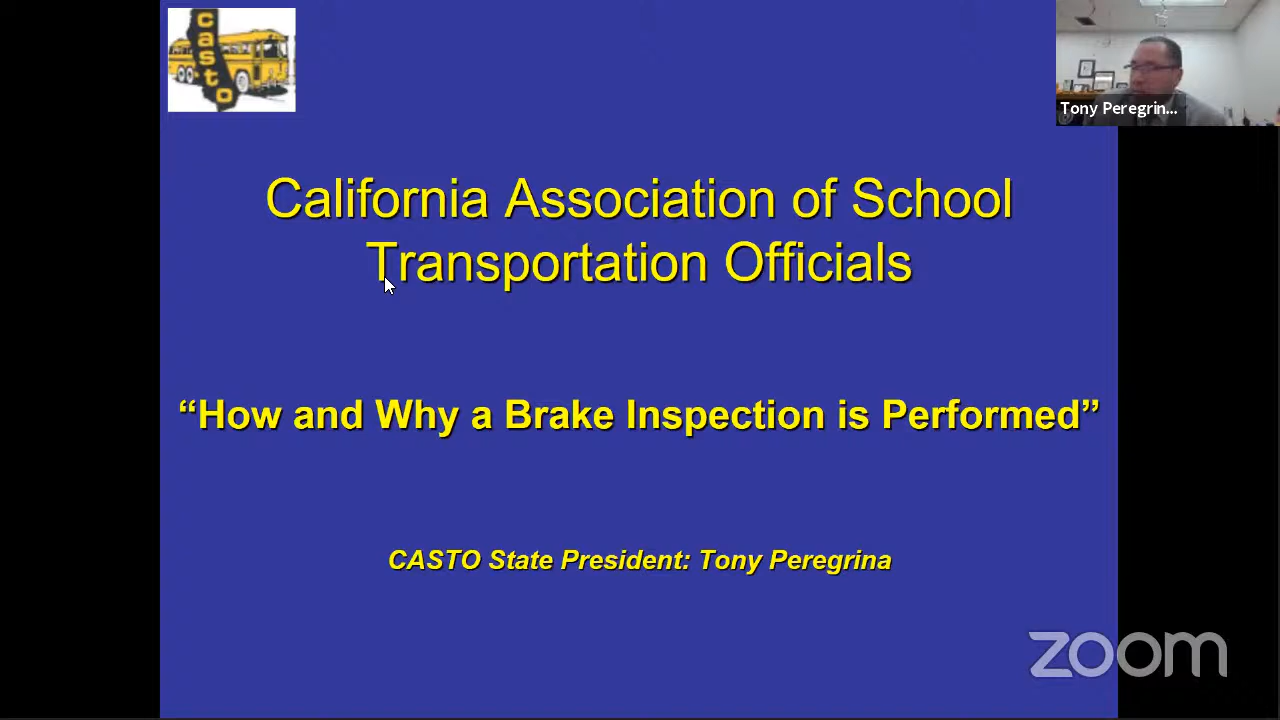 casto
Tony Peregrin...
California Association of School
Transportation Officials
“How and Why a Brake Inspection is Performed”
CASTO State President: Tony Peregrina
zoom